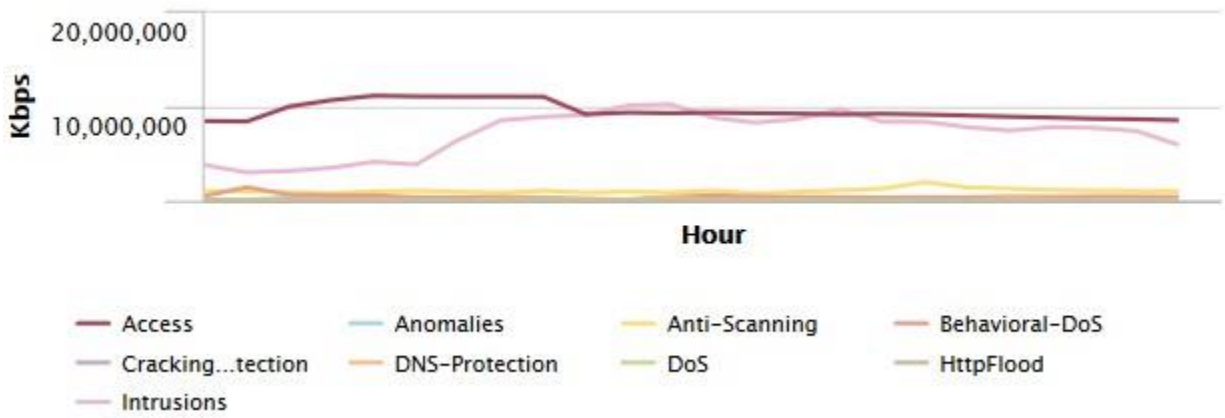 20,000,000
Kbps
10,000,000
Hour
Access Anomalies Anti-Scanning Behavioral-DoS
Cracking...tection DNS-Protection DoS HttpFlood
Intrusions